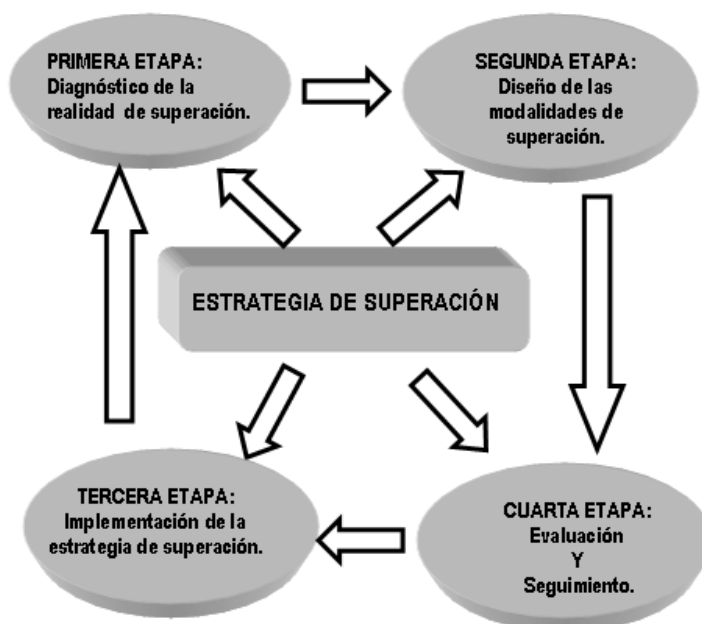 PRIMERA ETAPA:
Diagnóstico de la
realidad de superación.
SEGUNDA ETAPA:
Diseño de las
modalidades de
superación.
ESTRATEGIA DE SUPERACIÓN
TERCERA ETAPA:
Implementación de la
estrategia de superación.
CUARTA ETAPA:
Evaluación
Y
Seguimiento.